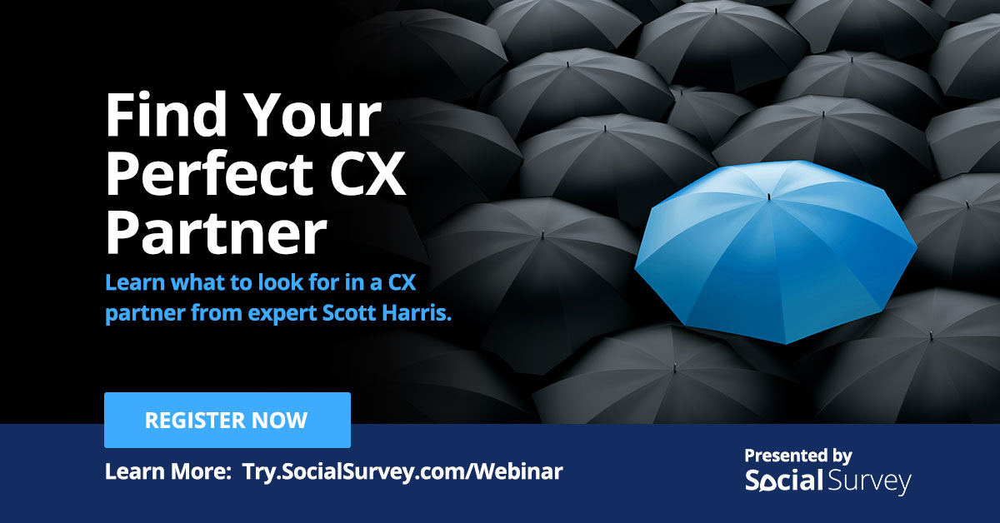 Find Your
Perfect CX
Partner
Learn what to look for in a CX
partner from expert Scott Harris.
REGISTER NOW
Learn More: Try.SocialSurvey.com/Webinar
Presented by
SocialSurvey